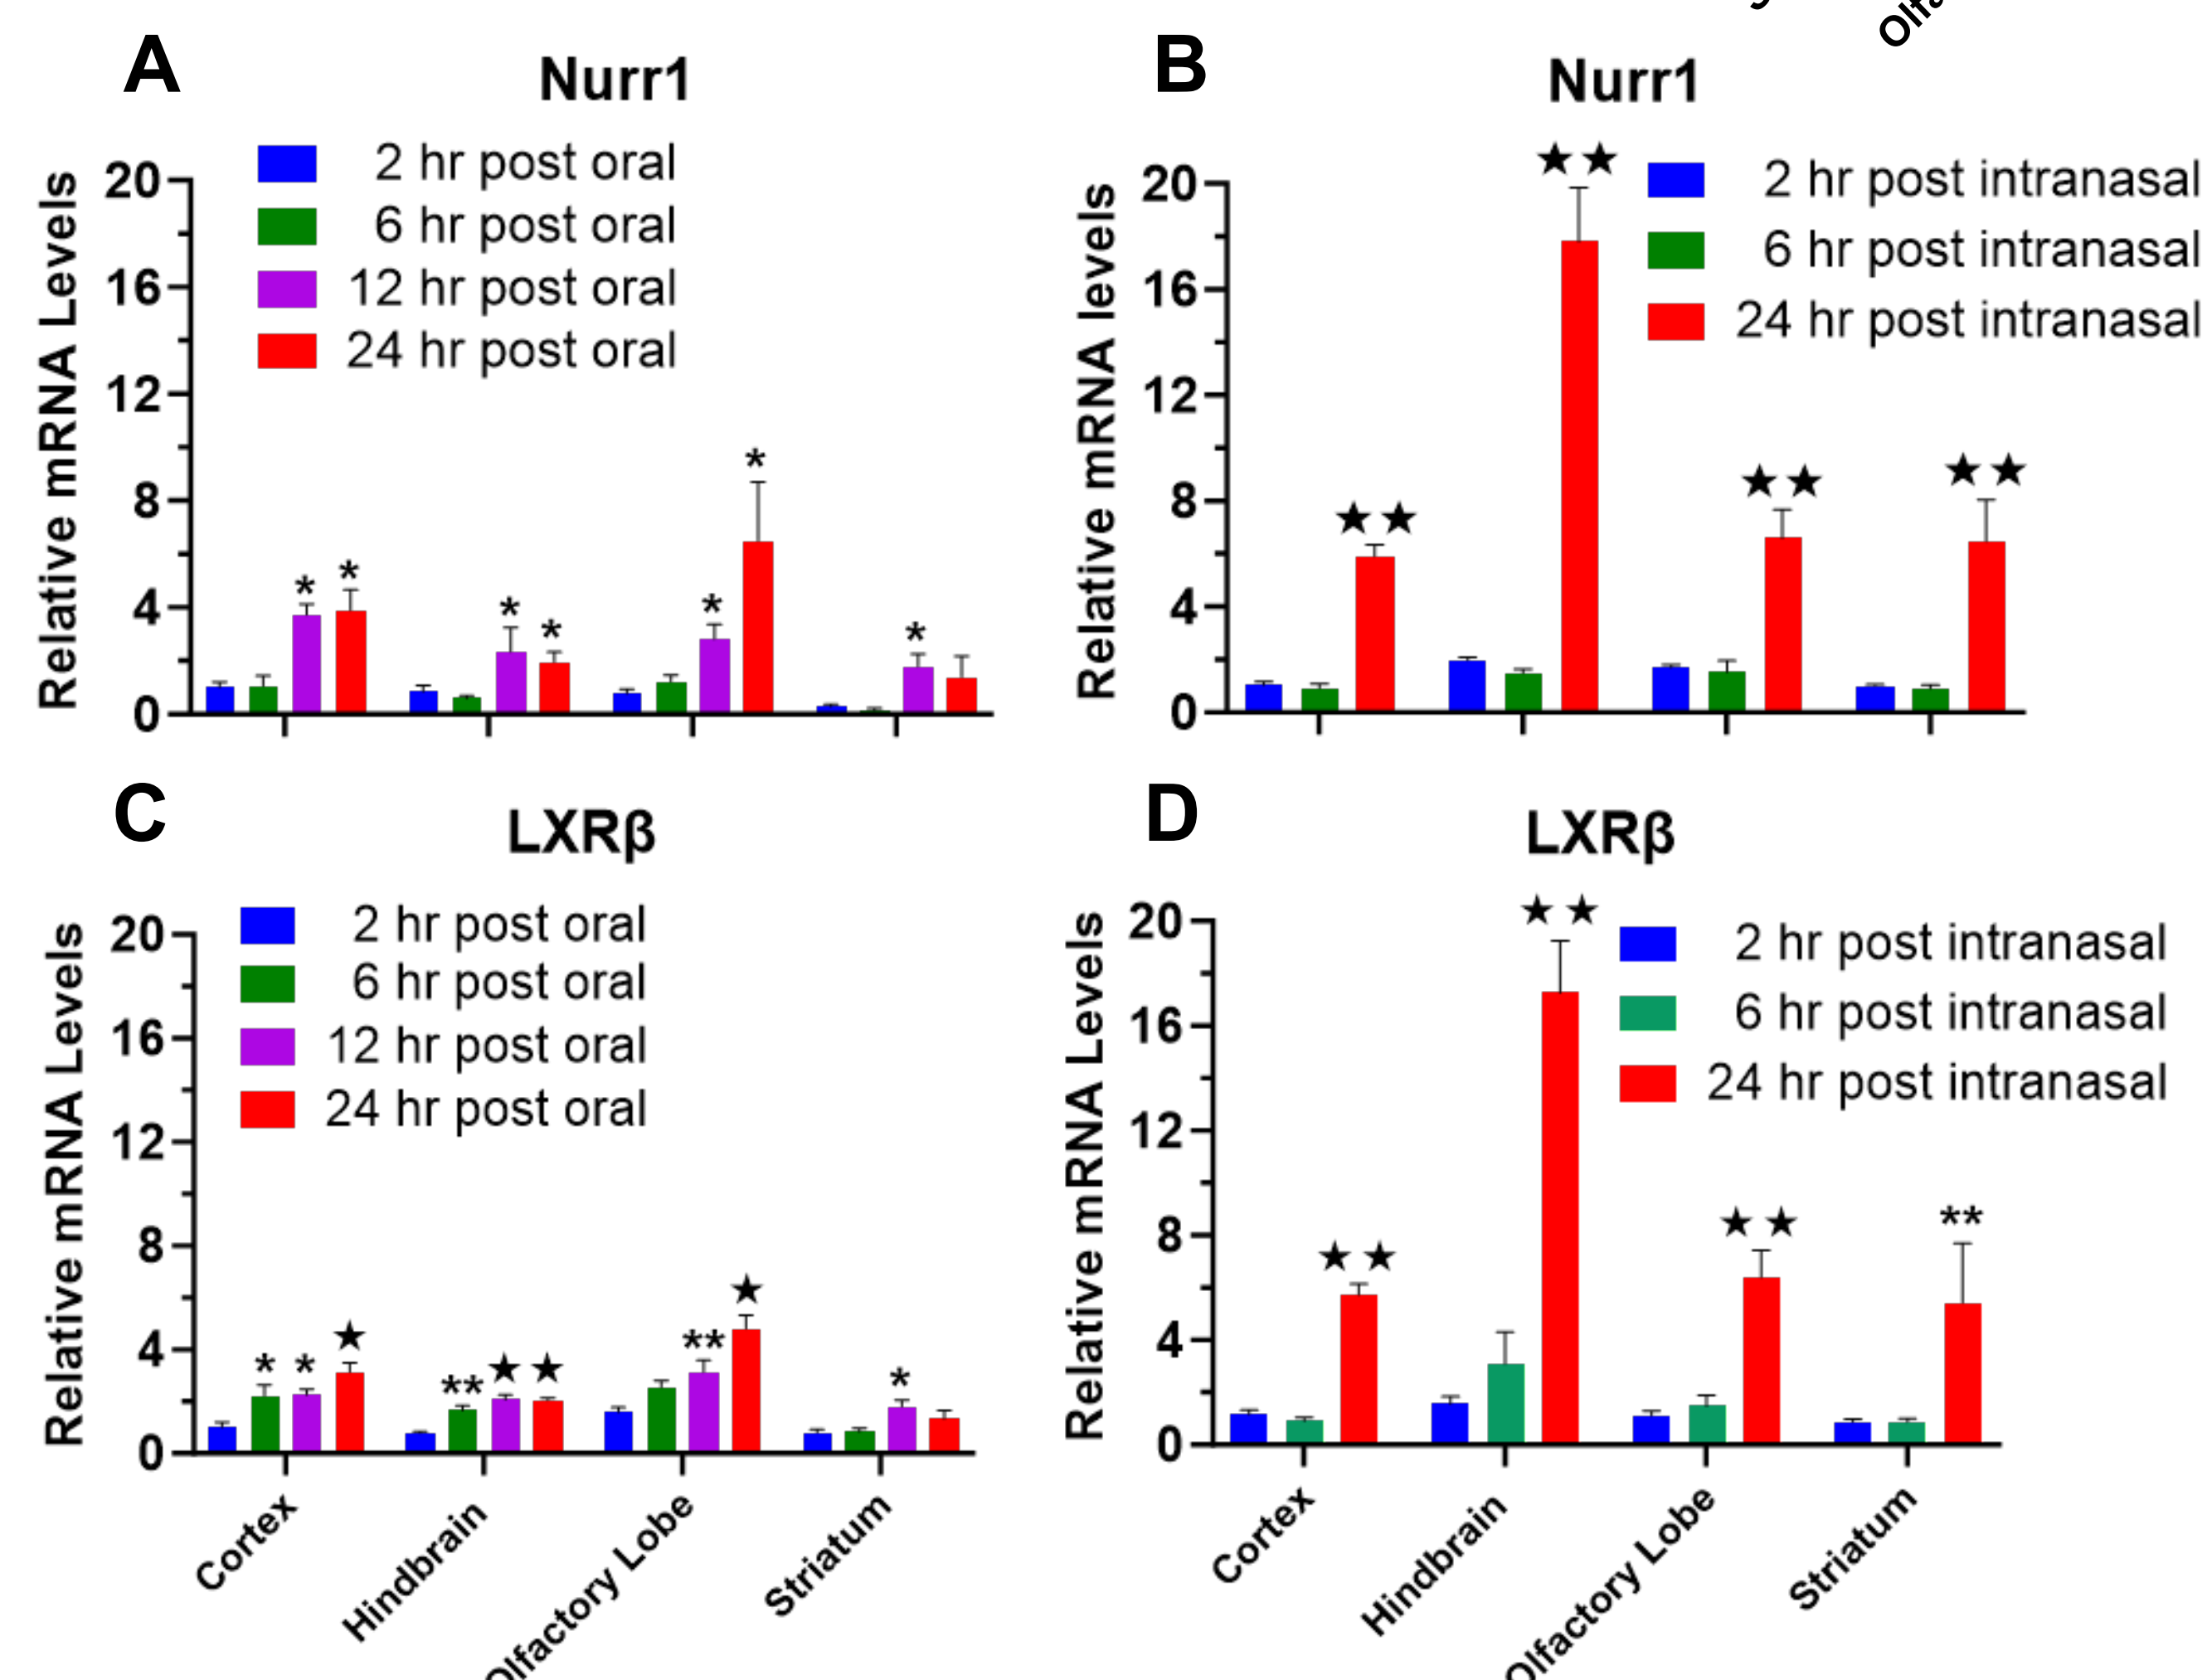 A
Nurr1
2 hr post oral
6 hr post oral
12 hr post oral
24 hr post oral
Relative mRNA Levels
20
16
12
8
4
0
*
*
*
*
*
*
*
B
Nurr1
2 hr post intranasal
6 hr post intranasal
24 hr post intranasal
Relative mRNA levels
20
16
12
8
4
0
★★
★★
★★
★★
C
LXRβ
2 hr post oral
6 hr post oral
12 hr post oral
24 hr post oral
Relative mRNA Levels
20
16
12
8
4
0
*
*
★
**
★
★
**
★
*
Cortex
Hindbrain
Olfactory Lobe
Striatum
D
LXRβ
2 hr post intranasal
6 hr post intranasal
24 hr post intranasal
Relative mRNA Levels
20
16
12
8
4
0
★★
★★
★★
**
Cortex
Hindbrain
Olfactory Lobe
Striatum